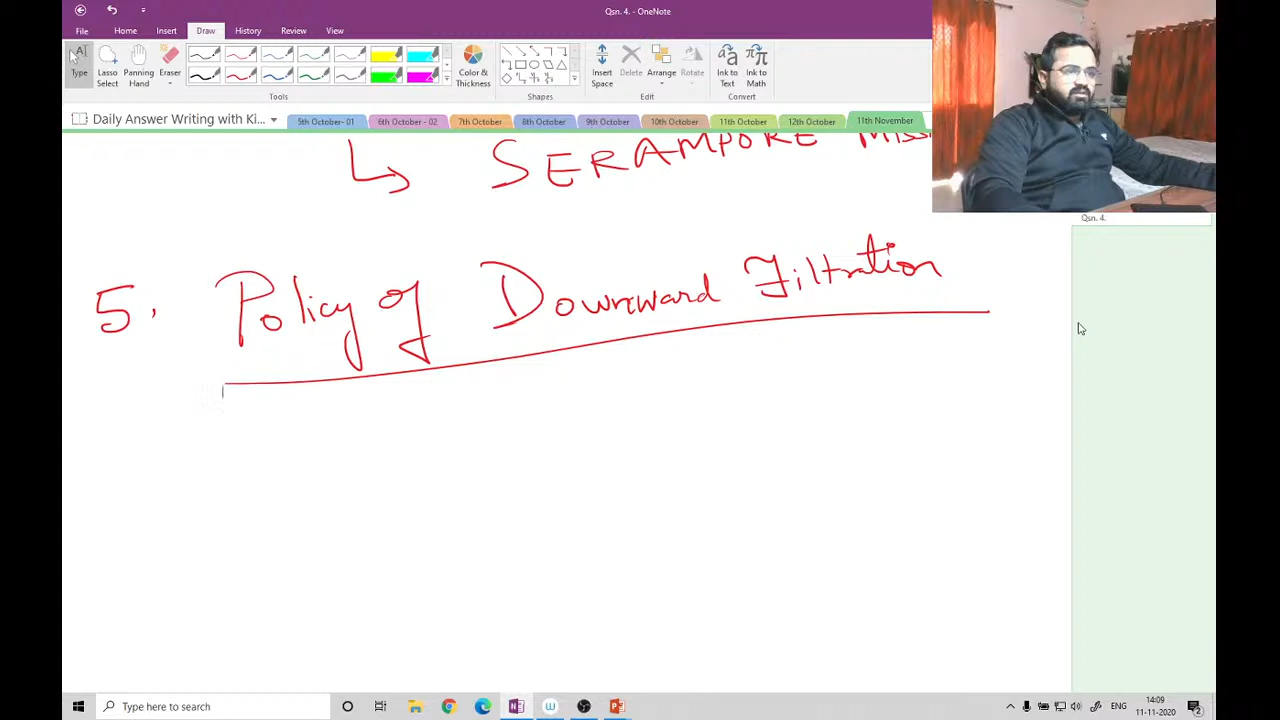 Qsn. 4. - OneNote
File Home Insert Draw History Review View
Type
Lasso Select
Panning Hand
Eraser
Color & Thickness
Insert Space
Delete
Arrange
Rotate
Ink to Text
Ink to Math
Tools
Shapes
Edit
Convert
Daily Answer Writing with Ki...
5th October- 01 6th October - 02 7th October 8th October 9th October 10th October 11th October 12th October 11th November
Qsn. 4.
↳ SERAMPORE Miss
5. Policy of Downward Filtration
Type here to search
ENG
14:09
11-11-2020
2